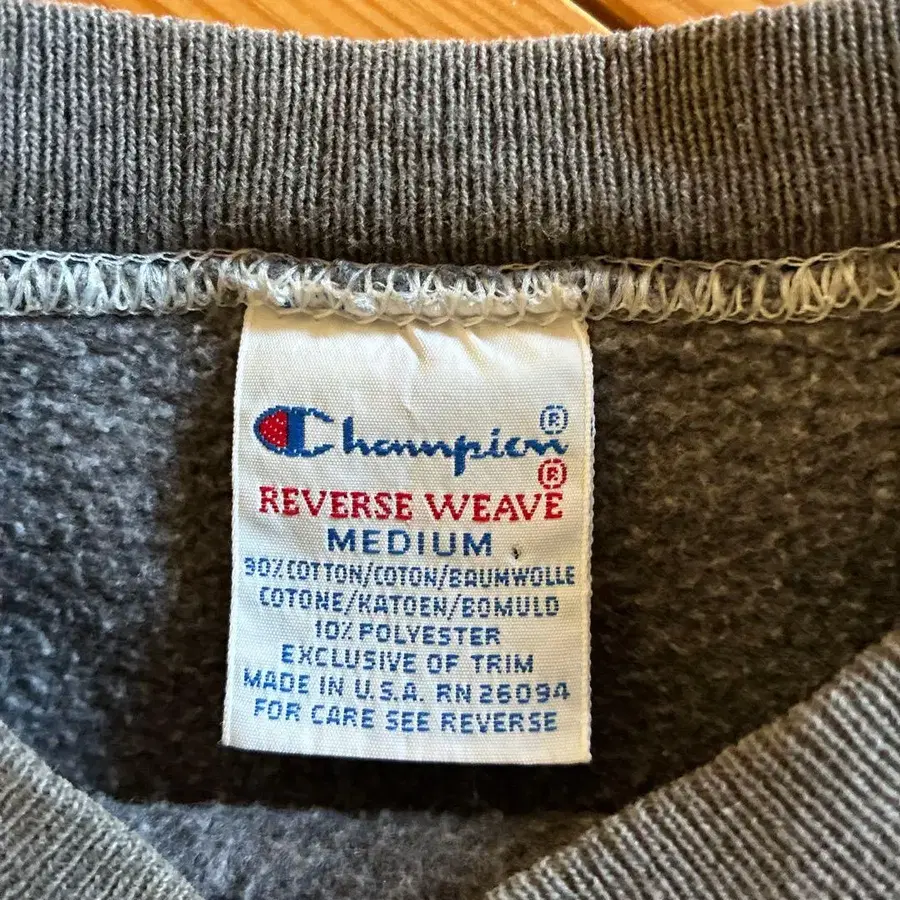 Champion®
REVERSE WEAVE®
MEDIUM
90% COTTON/COTON/BAUMWOLLE
COTONE/KATOEN/BOMULD
10% POLYESTER
EXCLUSIVE OF TRIM
MADE IN U.S.A. RN 26094
FOR CARE SEE REVERSE